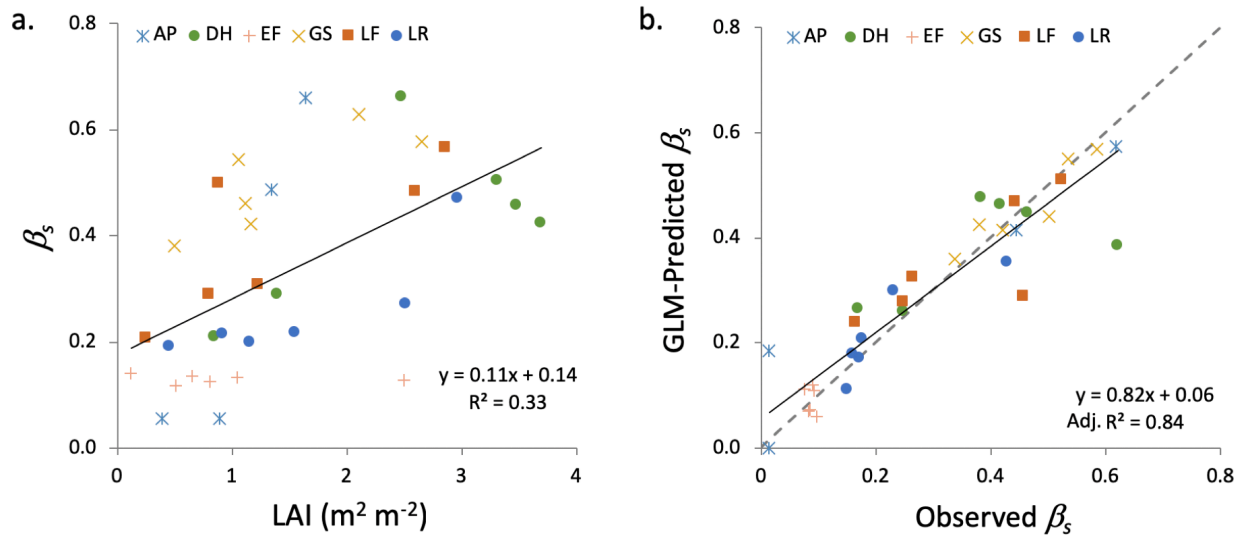 a.
AP DH EF GS LF LR
0.8
0.6
0.4
0.2
0.0
βs
y = 0.11x + 0.14
R² = 0.33
0 1 2 3 4
LAI (m² m⁻²)
b.
AP DH EF GS LF LR
0.8
0.6
0.4
0.2
0.0
GLM-Predicted βs
y = 0.82x + 0.06
Adj. R² = 0.84
0 0.2 0.4 0.6 0.8
Observed βs